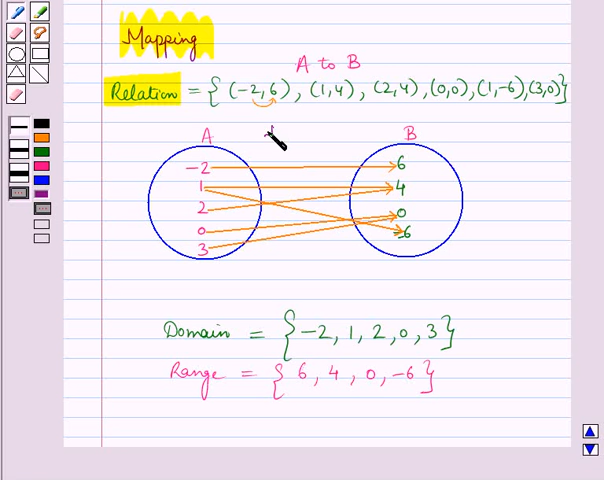 Mapping
A to B
Relation = { (-2, 6), (1, 4), (2, 4), (0, 0), (1, -6), (3, 0)}
A B
-2 6
1 4
2 0
0 -6
3
Domain = { -2, 1, 2, 0, 3 }
Range = { 6, 4, 0, -6 }